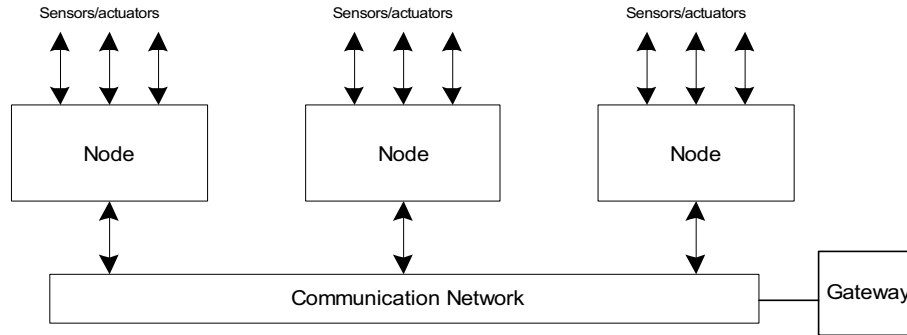 Sensors/actuators
Sensors/actuators
Sensors/actuators
Node
Node
Node
Communication Network
Gateway